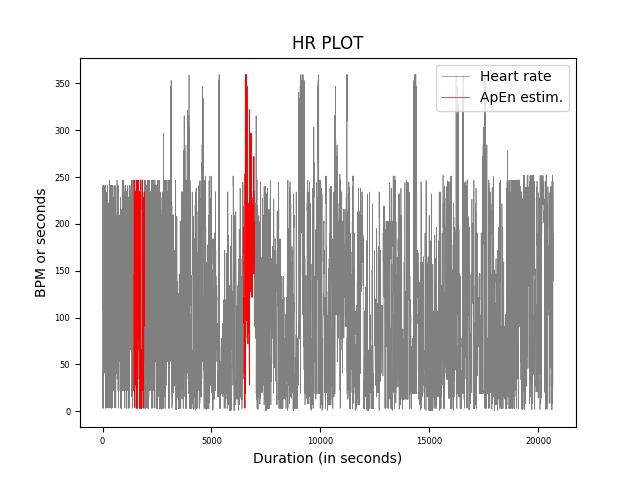 HR PLOT
Heart rate
ApEn estim.
350
300
250
200
150
100
50
0
BPM or seconds
0 5000 10000 15000 20000
Duration (in seconds)